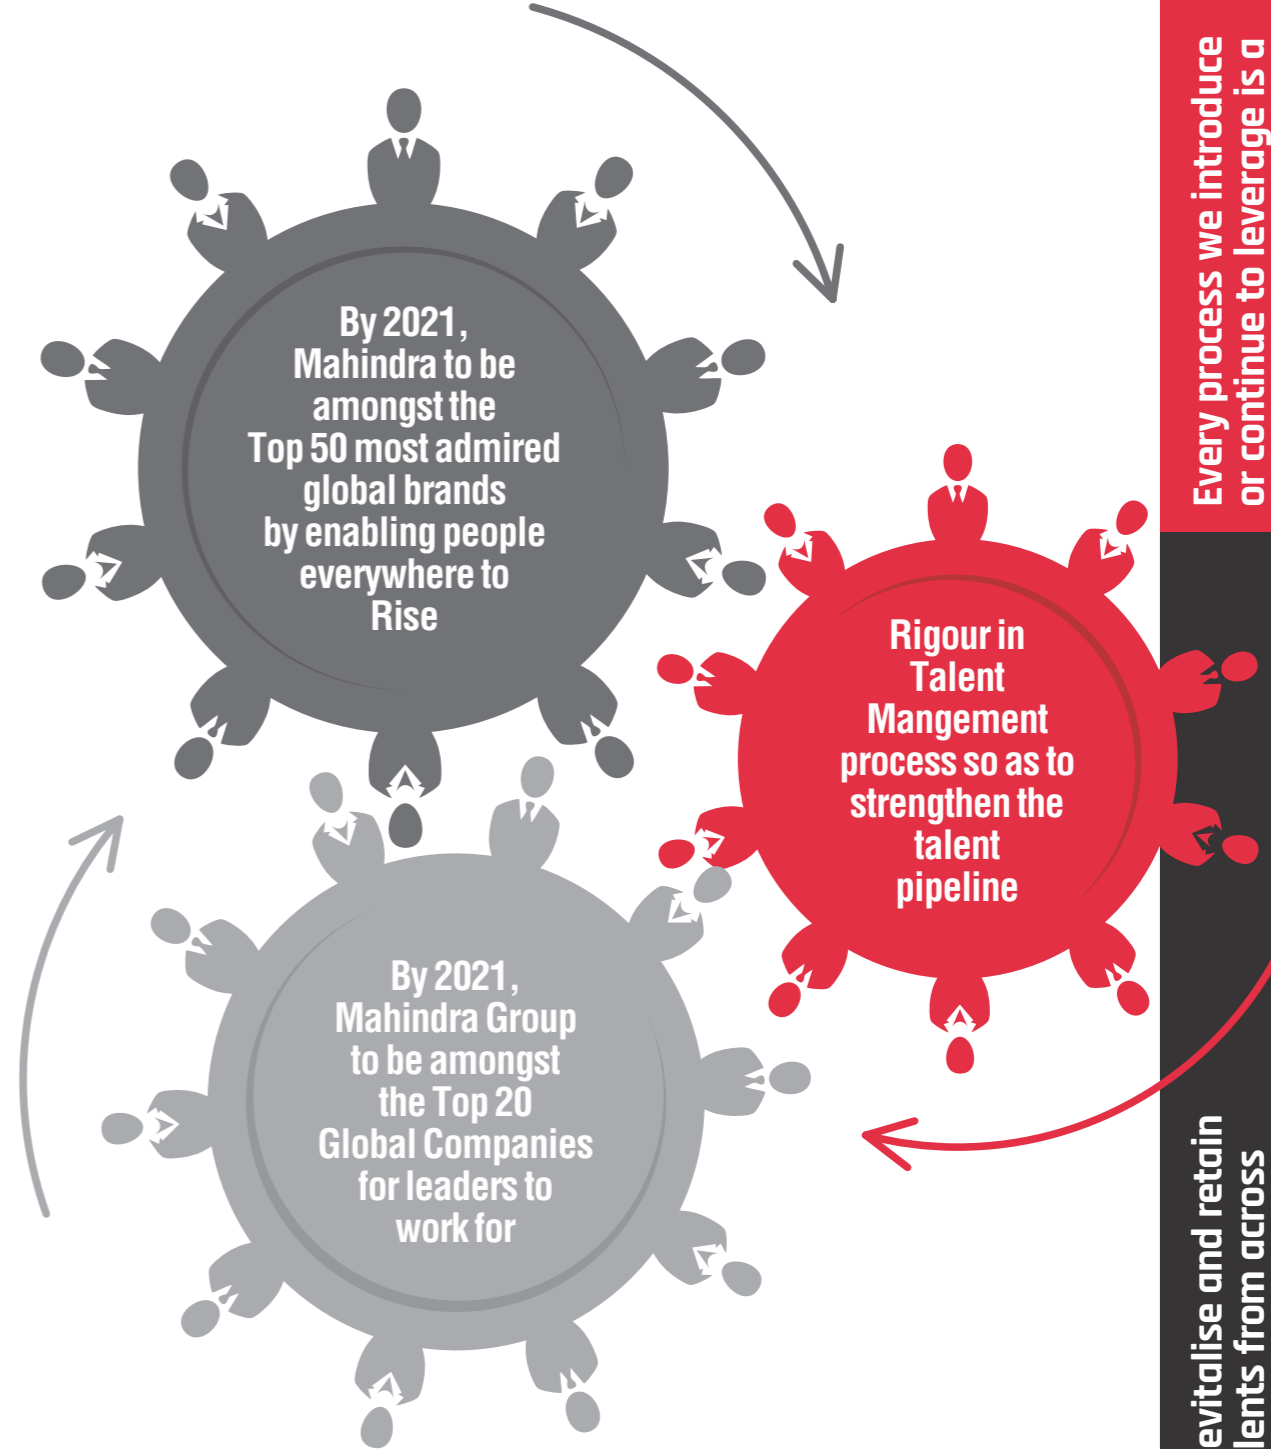 By 2021,
Mahindra to be
amongst the
Top 50 most admired
global brands
by enabling people
everywhere to
Rise
Rigour in
Talent
Mangement
process so as to
strengthen the
talent
pipeline
By 2021,
Mahindra Group
to be amongst
the Top 20
Global Companies
for leaders to
work for
Every process we introduce
or continue to leverage is a
evitalise and retain
lents from across